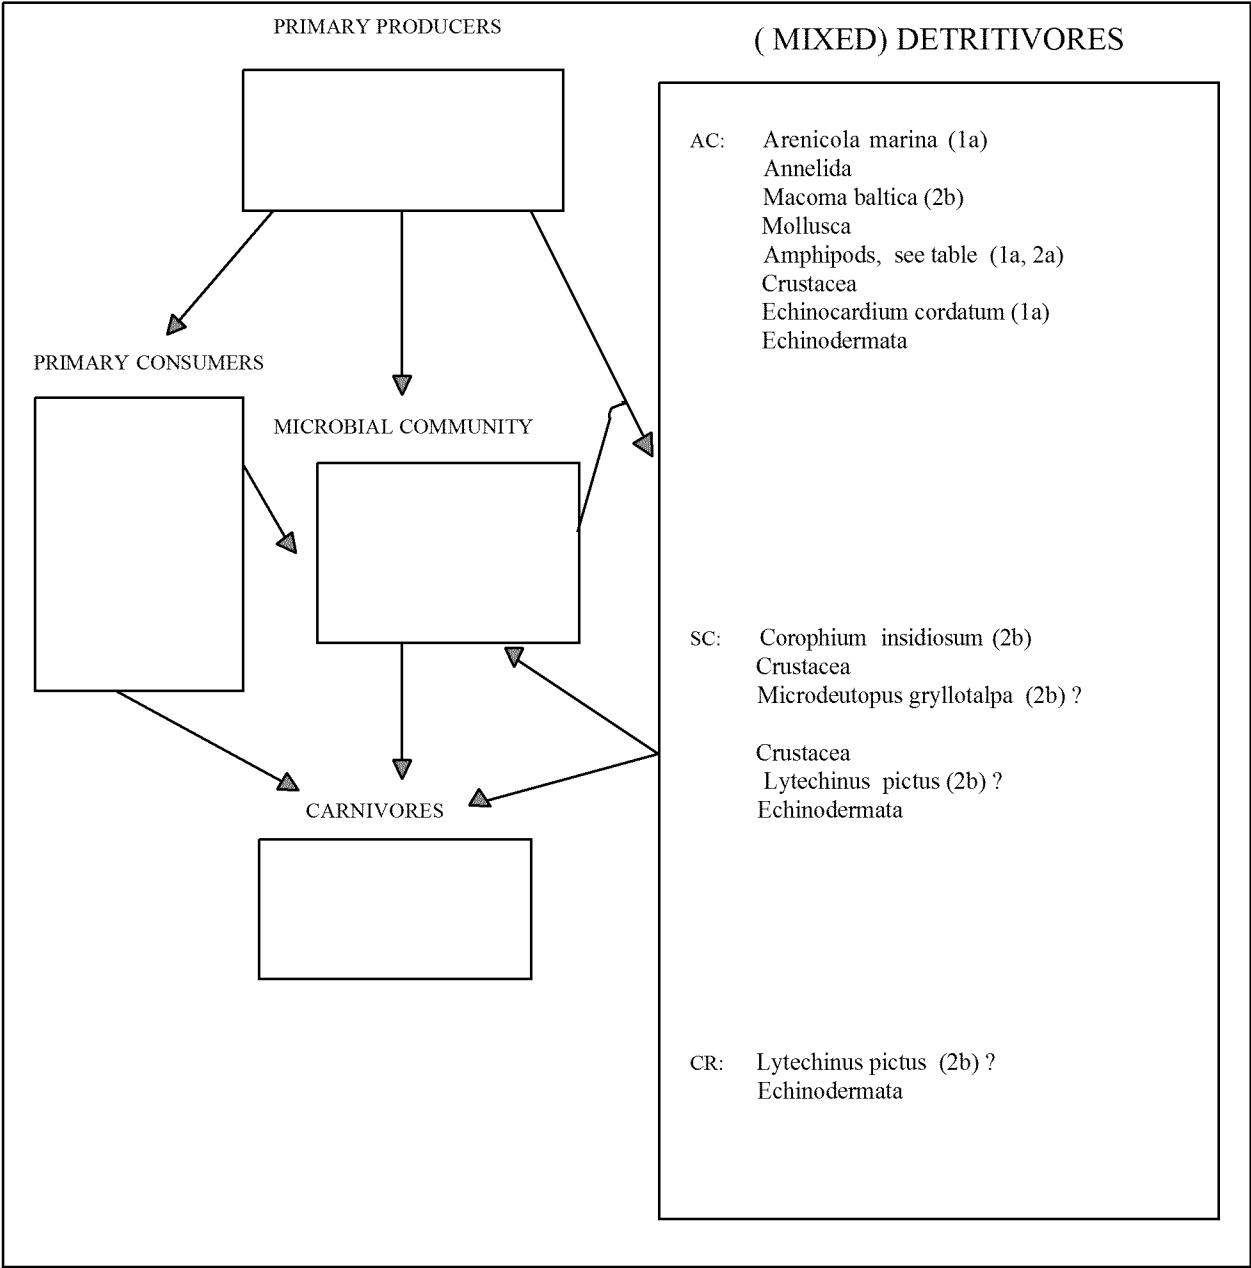 PRIMARY PRODUCERS
( MIXED) DETRITIVORES
AC: Arenicola marina (1a)
Annelida
Macoma baltica (2b)
Mollusca
Amphipods, see table (1a, 2a)
Crustacea
Echinocardium cordatum (1a)
Echinodermata
PRIMARY CONSUMERS
MICROBIAL COMMUNITY
SC: Corophium insidiosum (2b)
Crustacea
Microdeutopus gryllotalpa (2b) ?
Crustacea
Lytechinus pictus (2b) ?
Echinodermata
CARNIVORES
CR: Lytechinus pictus (2b) ?
Echinodermata